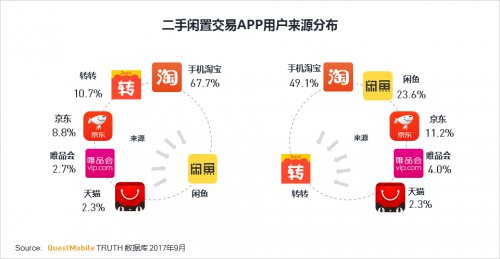 二手闲置交易APP用户来源分布
手机淘宝
67.7%
淘
转转
10.7%
转
京东
8.8%
京东
来源
唯品会
2.7%
唯品会
vip.com
天猫
2.3%
闲鱼
闲鱼
手机淘宝
49.1%
淘
闲鱼
闲鱼
23.6%
京东
京东
11.2%
来源
唯品会
vip.com
唯品会
4.0%
转
转转
天猫
2.3%
Source: QuestMobile TRUTH 数据库 2017年9月